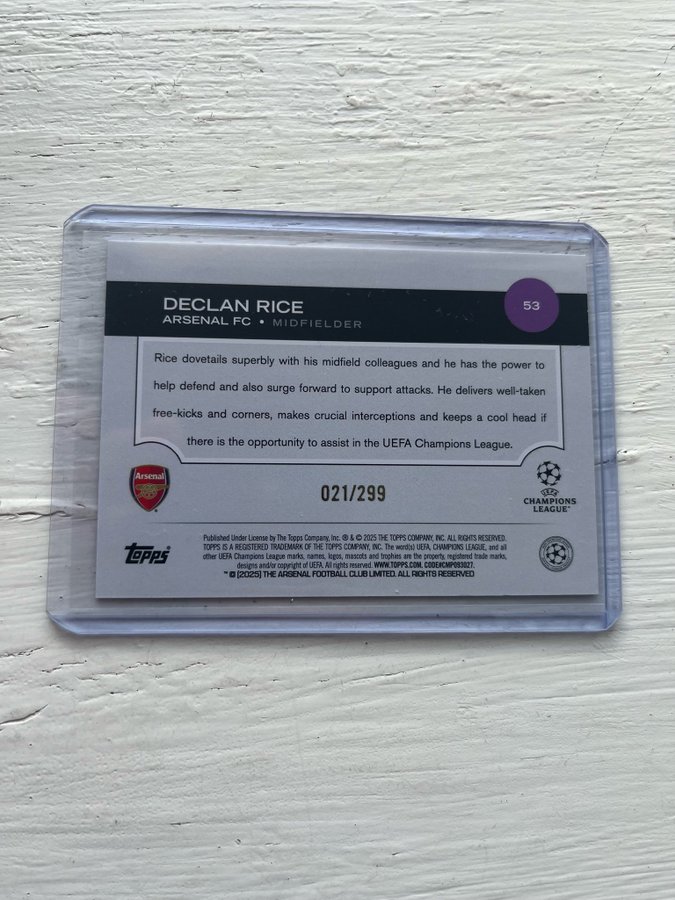 DECLAN RICE
ARSENAL FC • MIDFIELDER
53
Rice dovetails superbly with his midfield colleagues and he has the power to
help defend and also surge forward to support attacks. He delivers well-taken
free-kicks and corners, makes crucial interceptions and keeps a cool head if
there is the opportunity to assist in the UEFA Champions League.
Arsenal
021/299
UEFA
CHAMPIONS
LEAGUE
Topps
Published Under License by The Topps Company, Inc. ® & © 2025 THE TOPPS COMPANY, INC. ALL RIGHTS RESERVED.
TOPPS IS A REGISTERED TRADEMARK OF THE TOPPS COMPANY, INC. The word(s) UEFA, CHAMPIONS LEAGUE, and all
other UEFA Champions League marks, names, logos, mascots and trophies are the property, registered trade marks,
designs and/or copyright of UEFA. All rights reserved. WWW.TOPPS.COM. CODE#CMP093027.
™ © (2025) THE ARSENAL FOOTBALL CLUB LIMITED. ALL RIGHTS RESERVED